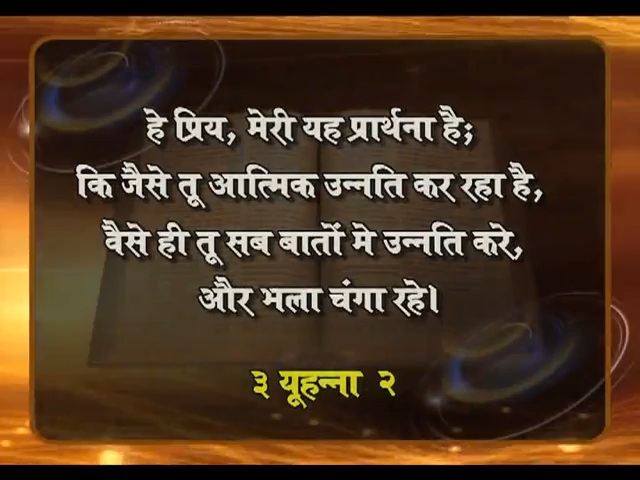 हे प्रिय, मेरी यह प्रार्थना है;
कि जैसे तू आत्मिक उन्नति कर रहा है,
वैसे ही तू सब बातों मे उन्नति करे,
और भला चंगा रहे।
३ यूहन्ना २